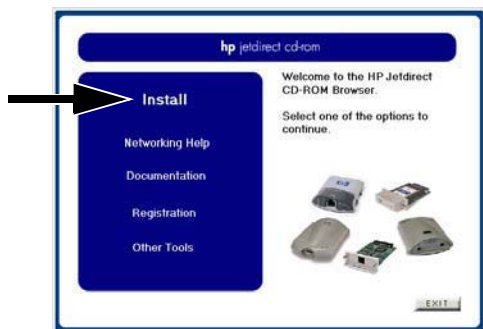 hp jetdirect cd-rom
Install
Networking Help
Documentation
Registration
Other Tools
Welcome to the HP Jetdirect
CD-ROM Browser.
Select one of the options to
continue.
EXIT